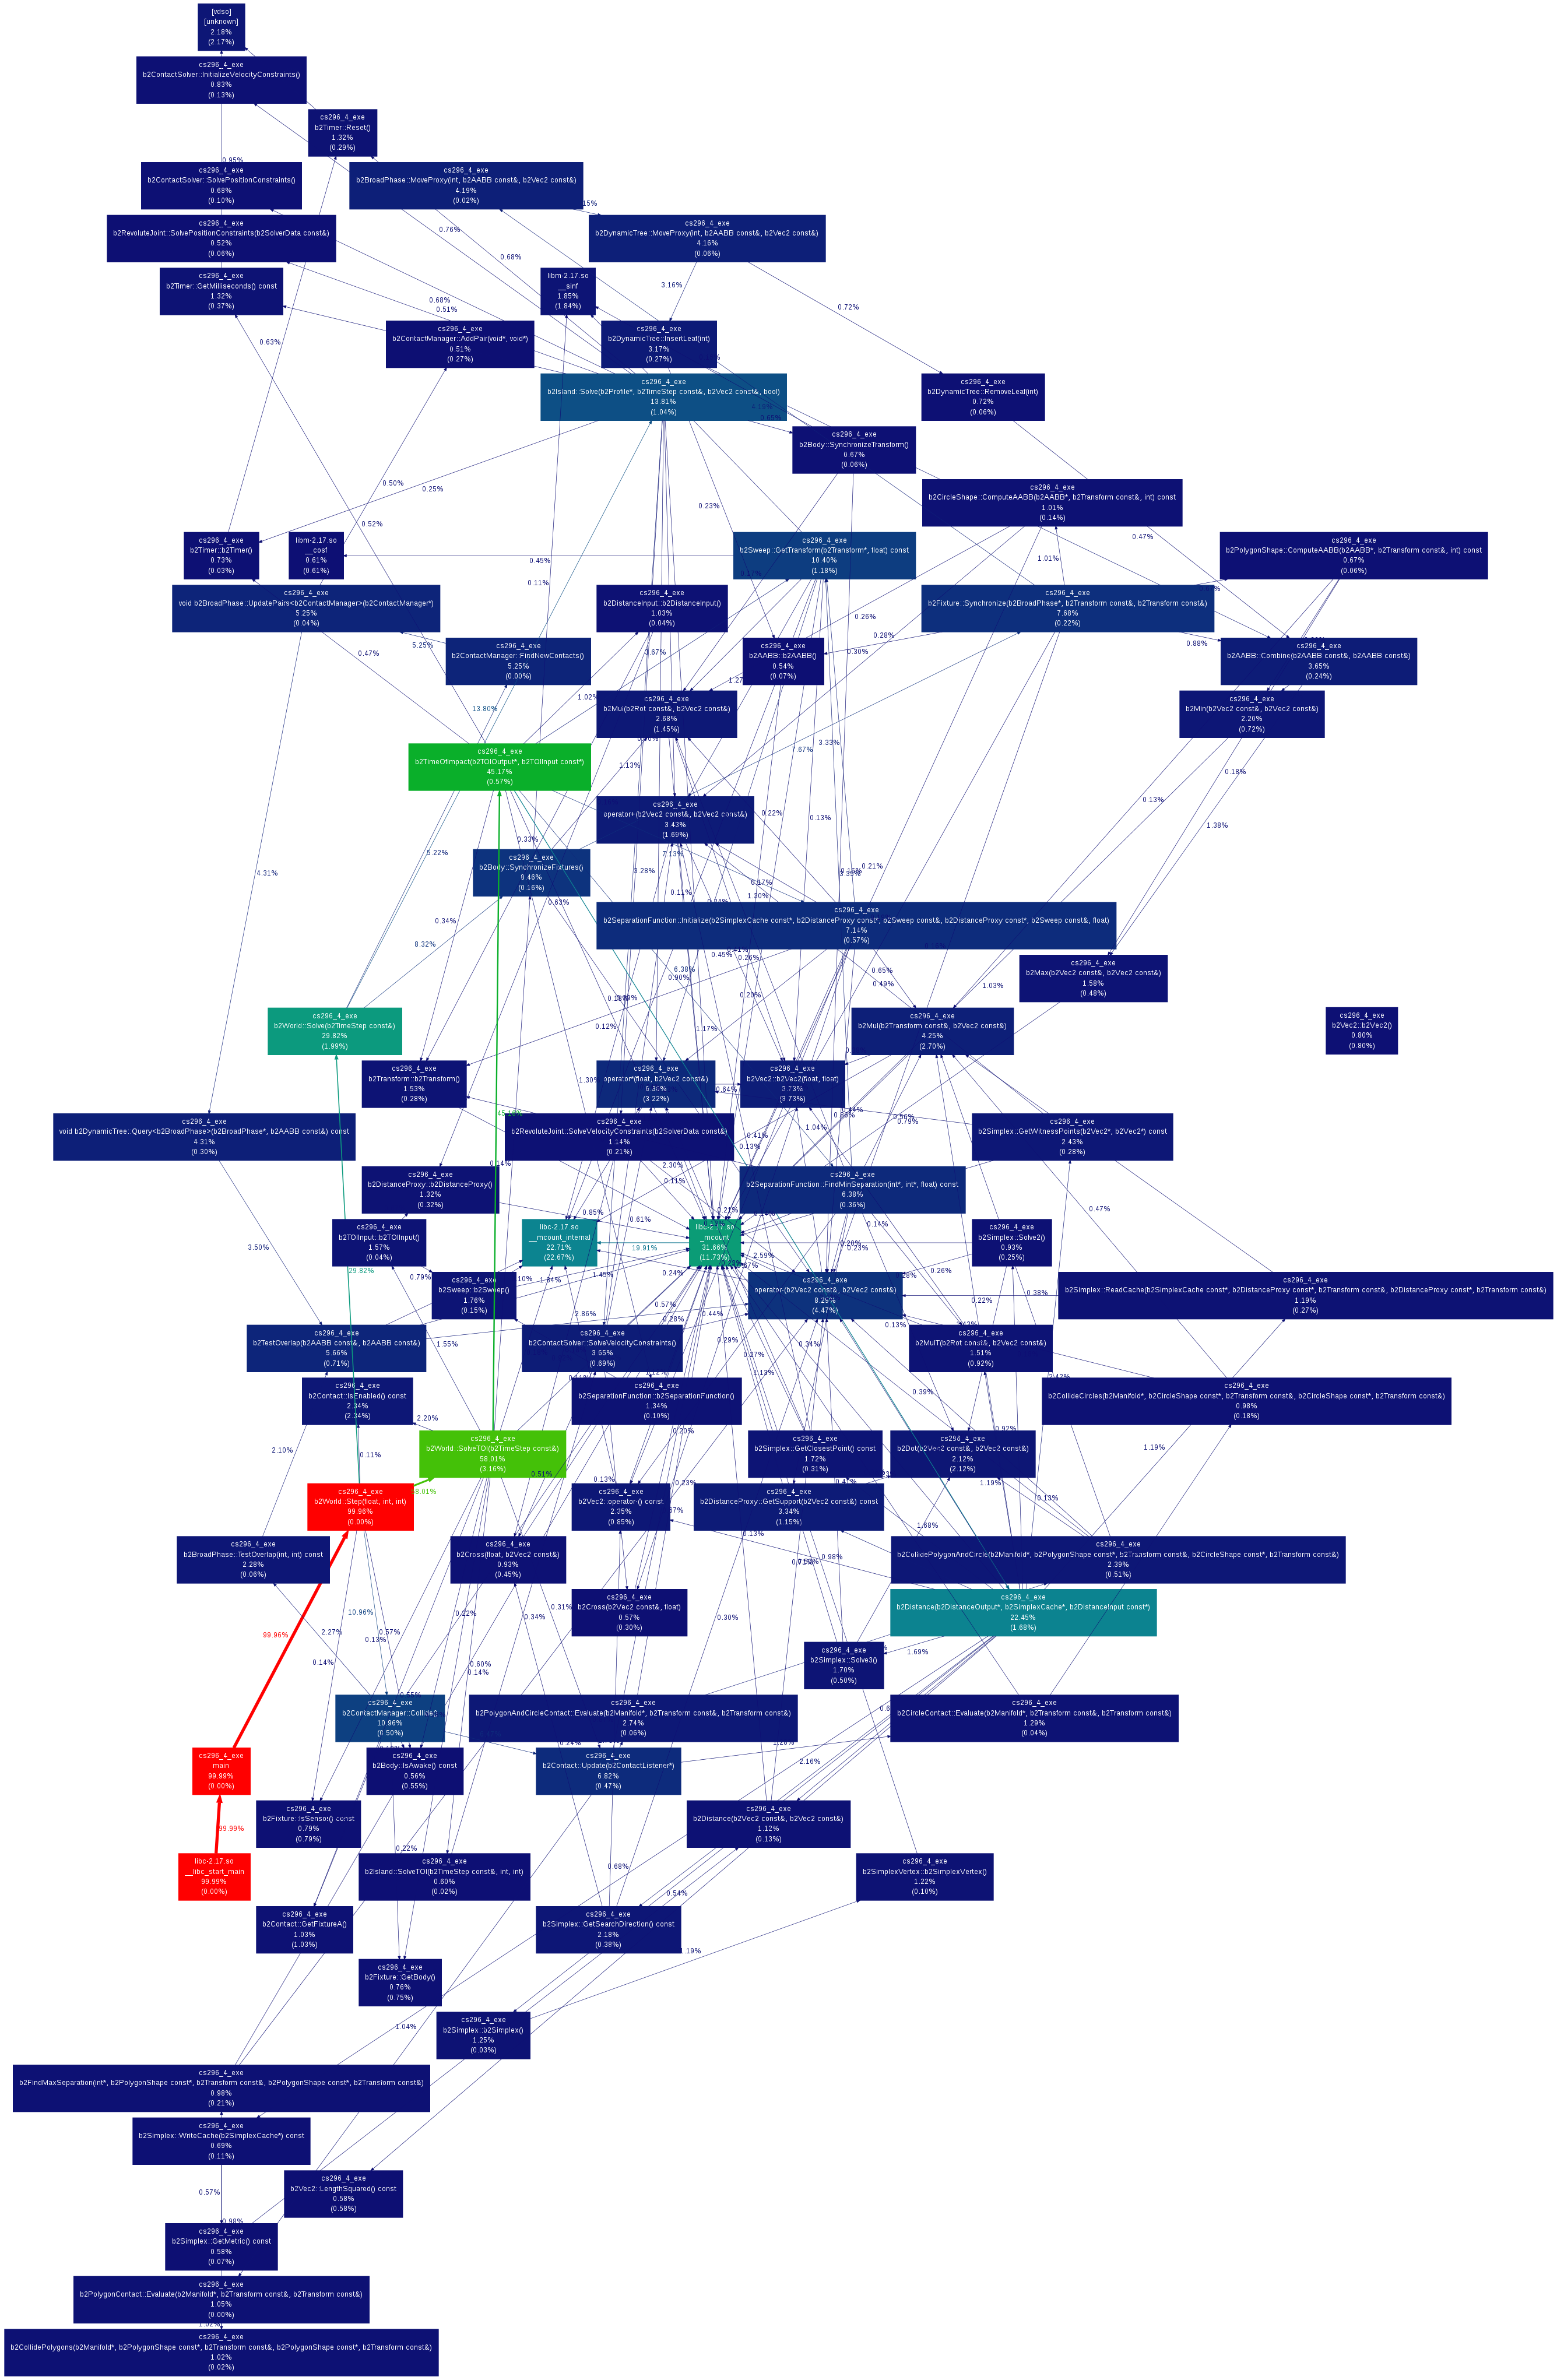 [vdso]
[unknown]
2.18%
(2.17%)
cs296_4_exe
b2ContactSolver::InitializeVelocityConstraints()
0.83%
(0.13%)
cs296_4_exe
b2Timer::Reset()
1.32%
(0.29%)
0.95%
cs296_4_exe
b2ContactSolver::SolvePositionConstraints()
0.68%
(0.10%)
cs296_4_exe
b2BroadPhase::MoveProxy(int, b2AABB const&, b2Vec2 const&)
4.19%
(0.02%)
cs296_4_exe
b2RevoluteJoint::SolvePositionConstraints(b2SolverData const&)
0.52%
(0.06%)
cs296_4_exe
b2DynamicTree::MoveProxy(int, b2AABB const&, b2Vec2 const&)
4.16%
(0.06%)
0.76%
0.68%
cs296_4_exe
b2Timer::GetMilliseconds() const
1.32%
(0.37%)
libm-2.17.so
__sinf
1.85%
(1.84%)
3.16%
0.72%
0.68%
0.51%
0.63%
cs296_4_exe
b2ContactManager::AddPair(void*, void*)
0.51%
(0.27%)
cs296_4_exe
b2DynamicTree::InsertLeaf(int)
3.17%
(0.27%)
cs296_4_exe
b2Island::Solve(b2Profile*, b2TimeStep const&, b2Vec2 const&, bool)
13.81%
(1.04%)
cs296_4_exe
b2DynamicTree::RemoveLeaf(int)
0.72%
(0.06%)
cs296_4_exe
b2Body::SynchronizeTransform()
0.67%
(0.06%)
0.50%
0.25%
0.23%
cs296_4_exe
b2CircleShape::ComputeAABB(b2AABB*, b2Transform const&, int) const
1.01%
(0.14%)
0.52%
0.47%
cs296_4_exe
b2Timer::b2Timer()
0.73%
(0.03%)
libm-2.17.so
__cosf
0.61%
(0.61%)
0.45%
cs296_4_exe
b2Sweep::GetTransform(b2Transform*, float) const
10.40%
(1.18%)
1.01%
cs296_4_exe
b2PolygonShape::ComputeAABB(b2AABB*, b2Transform const&, int) const
0.67%
(0.06%)
0.11%
cs296_4_exe
void b2BroadPhase::UpdatePairs<b2ContactManager>(b2ContactManager*)
5.25%
(0.04%)
cs296_4_exe
b2DistanceInput::b2DistanceInput()
1.03%
(0.04%)
cs296_4_exe
b2Fixture::Synchronize(b2BroadPhase*, b2Transform const&, b2Transform const&)
7.68%
(0.22%)
0.26%
0.28%
0.88%
5.25%
0.47%
cs296_4_exe
b2ContactManager::FindNewContacts()
5.25%
(0.00%)
3.67%
cs296_4_exe
b2AABB::b2AABB()
0.54%
(0.07%)
0.30%
cs296_4_exe
b2AABB::Combine(b2AABB const&, b2AABB const&)
3.65%
(0.24%)
13.80%
1.02%
cs296_4_exe
b2Mul(b2Rot const&, b2Vec2 const&)
2.68%
(1.45%)
cs296_4_exe
b2Min(b2Vec2 const&, b2Vec2 const&)
2.20%
(0.72%)
cs296_4_exe
b2TimeOfImpact(b2TOIOutput*, b2TOIInput const*)
45.17%
(0.57%)
1.13%
3.33%
7.67%
0.18%
0.13%
cs296_4_exe
operator+(b2Vec2 const&, b2Vec2 const&)
3.43%
(1.69%)
0.22%
0.13%
1.38%
0.33%
5.22%
4.31%
cs296_4_exe
b2Body::SynchronizeFixtures()
8.46%
(0.16%)
7.13%
3.28%
0.21%
0.11%
0.17%
1.30%
0.63%
0.34%
8.32%
cs296_4_exe
b2SeparationFunction::Initialize(b2SimplexCache const*, b2DistanceProxy const*, b2Sweep const&, b2DistanceProxy const*, b2Sweep const&, float)
7.14%
(0.57%)
0.45%
0.26%
6.38%
0.90%
0.65%
0.49%
1.03%
cs296_4_exe
b2Max(b2Vec2 const&, b2Vec2 const&)
1.58%
(0.48%)
0.20%
cs296_4_exe
b2World::Solve(b2TimeStep const&)
29.82%
(1.99%)
0.12%
1.17%
cs296_4_exe
b2Mul(b2Transform const&, b2Vec2 const&)
4.25%
(2.70%)
cs296_4_exe
b2Vec2::b2Vec2()
0.80%
(0.80%)
cs296_4_exe
b2Transform::b2Transform()
1.53%
(0.28%)
1.30%
cs296_4_exe
operator*(float, b2Vec2 const&)
6.36%
(3.22%)
0.64%
cs296_4_exe
b2Vec2::b2Vec2(float, float)
3.73%
(3.73%)
cs296_4_exe
void b2DynamicTree::Query<b2BroadPhase>(b2BroadPhase*, b2AABB const&) const
4.31%
(0.30%)
cs296_4_exe
b2RevoluteJoint::SolveVelocityConstraints(b2SolverData const&)
1.14%
(0.21%)
0.56%
0.79%
0.41%
1.04%
0.13%
cs296_4_exe
b2Simplex::GetWitnessPoints(b2Vec2*, b2Vec2*) const
2.43%
(0.28%)
0.14%
2.30%
0.11%
cs296_4_exe
b2DistanceProxy::b2DistanceProxy()
1.32%
(0.32%)
cs296_4_exe
b2SeparationFunction::FindMinSeparation(int*, int*, float) const
6.38%
(0.36%)
0.85%
0.61%
0.21%
0.14%
0.47%
cs296_4_exe
b2TOIInput::b2TOIInput()
1.57%
(0.04%)
libc-2.17.so
__mcount_internal
22.71%
(22.67%)
19.91%
libc-2.17.so
_mcount
31.66%
(11.73%)
0.20%
0.23%
cs296_4_exe
b2Simplex::Solve2()
0.93%
(0.25%)
3.50%
29.82%
0.79%
1.45%
0.24%
2.59%
0.26%
cs296_4_exe
b2Sweep::b2Sweep()
1.76%
(0.15%)
cs296_4_exe
operator-(b2Vec2 const&, b2Vec2 const&)
8.25%
(4.47%)
0.22%
0.38%
cs296_4_exe
b2Simplex::ReadCache(b2SimplexCache const*, b2DistanceProxy const*, b2Transform const&, b2DistanceProxy const*, b2Transform const&)
1.19%
(0.27%)
2.86%
0.57%
0.28%
0.44%
0.13%
cs296_4_exe
b2TestOverlap(b2AABB const&, b2AABB const&)
5.66%
(0.71%)
1.55%
cs296_4_exe
b2ContactSolver::SolveVelocityConstraints()
3.05%
(0.69%)
0.29%
0.34%
0.27%
1.13%
cs296_4_exe
b2MulT(b2Rot const&, b2Vec2 const&)
1.51%
(0.92%)
cs296_4_exe
b2Contact::IsEnabled() const
2.34%
(2.34%)
cs296_4_exe
b2SeparationFunction::b2SeparationFunction()
1.34%
(0.10%)
0.39%
cs296_4_exe
b2CollideCircles(b2Manifold*, b2CircleShape const*, b2Transform const&, b2CircleShape const*, b2Transform const&)
0.98%
(0.18%)
2.20%
0.20%
0.92%
2.10%
0.11%
cs296_4_exe
b2World::SolveTOI(b2TimeStep const&)
58.01%
(3.16%)
cs296_4_exe
b2Simplex::GetClosestPoint() const
1.72%
(0.31%)
cs296_4_exe
b2Dot(b2Vec2 const&, b2Vec2 const&)
2.12%
(2.12%)
1.19%
0.51%
0.13%
0.23%
1.19%
cs296_4_exe
b2World::Step(float, int, int)
99.96%
(0.00%)
58.01%
cs296_4_exe
b2Vec2::operator-() const
2.35%
(0.85%)
cs296_4_exe
b2DistanceProxy::GetSupport(b2Vec2 const&) const
3.34%
(1.15%)
0.13%
1.68%
0.13%
cs296_4_exe
b2BroadPhase::TestOverlap(int, int) const
2.28%
(0.06%)
cs296_4_exe
b2Cross(float, b2Vec2 const&)
0.93%
(0.45%)
0.98%
cs296_4_exe
b2CollidePolygonAndCircle(b2Manifold*, b2PolygonShape const*, b2Transform const&, b2CircleShape const*, b2Transform const&)
2.39%
(0.51%)
10.96%
0.57%
0.13%
2.27%
99.96%
0.22%
0.34%
0.31%
cs296_4_exe
b2Cross(b2Vec2 const&, float)
0.57%
(0.30%)
0.30%
cs296_4_exe
b2Distance(b2DistanceOutput*, b2SimplexCache*, b2DistanceInput const*)
22.45%
(1.68%)
0.14%
0.60%
0.14%
cs296_4_exe
b2Simplex::Solve3()
1.70%
(0.50%)
1.69%
cs296_4_exe
b2ContactManager::Collide()
10.96%
(0.50%)
cs296_4_exe
b2PolygonAndCircleContact::Evaluate(b2Manifold*, b2Transform const&, b2Transform const&)
2.74%
(0.06%)
cs296_4_exe
b2CircleContact::Evaluate(b2Manifold*, b2Transform const&, b2Transform const&)
1.29%
(0.04%)
0.24%
1.28%
2.16%
cs296_4_exe
main
99.99%
(0.00%)
cs296_4_exe
b2Body::IsAwake() const
0.56%
(0.55%)
cs296_4_exe
b2Contact::Update(b2ContactListener*)
6.82%
(0.47%)
cs296_4_exe
b2Fixture::IsSensor() const
0.79%
(0.79%)
cs296_4_exe
b2Distance(b2Vec2 const&, b2Vec2 const&)
1.12%
(0.13%)
99.99%
0.22%
libc-2.17.so
__libc_start_main
99.99%
(0.00%)
cs296_4_exe
b2Island::SolveTOI(b2TimeStep const&, int, int)
0.60%
(0.02%)
0.68%
0.54%
cs296_4_exe
b2SimplexVertex::b2SimplexVertex()
1.22%
(0.10%)
cs296_4_exe
b2Contact::GetFixtureA()
1.03%
(1.03%)
cs296_4_exe
b2Simplex::GetSearchDirection() const
2.18%
(0.38%)
1.19%
cs296_4_exe
b2Fixture::GetBody()
0.76%
(0.75%)
1.04%
cs296_4_exe
b2Simplex::b2Simplex()
1.25%
(0.03%)
cs296_4_exe
b2FindMaxSeparation(int*, b2PolygonShape const*, b2Transform const&, b2PolygonShape const*, b2Transform const&)
0.98%
(0.21%)
cs296_4_exe
b2Simplex::WriteCache(b2SimplexCache*) const
0.69%
(0.11%)
cs296_4_exe
b2Vec2::LengthSquared() const
0.58%
(0.58%)
0.57%
0.98%
cs296_4_exe
b2Simplex::GetMetric() const
0.58%
(0.07%)
cs296_4_exe
b2PolygonContact::Evaluate(b2Manifold*, b2Transform const&, b2Transform const&)
1.05%
(0.00%)
1.02%
cs296_4_exe
b2CollidePolygons(b2Manifold*, b2PolygonShape const*, b2Transform const&, b2PolygonShape const*, b2Transform const&)
1.02%
(0.02%)